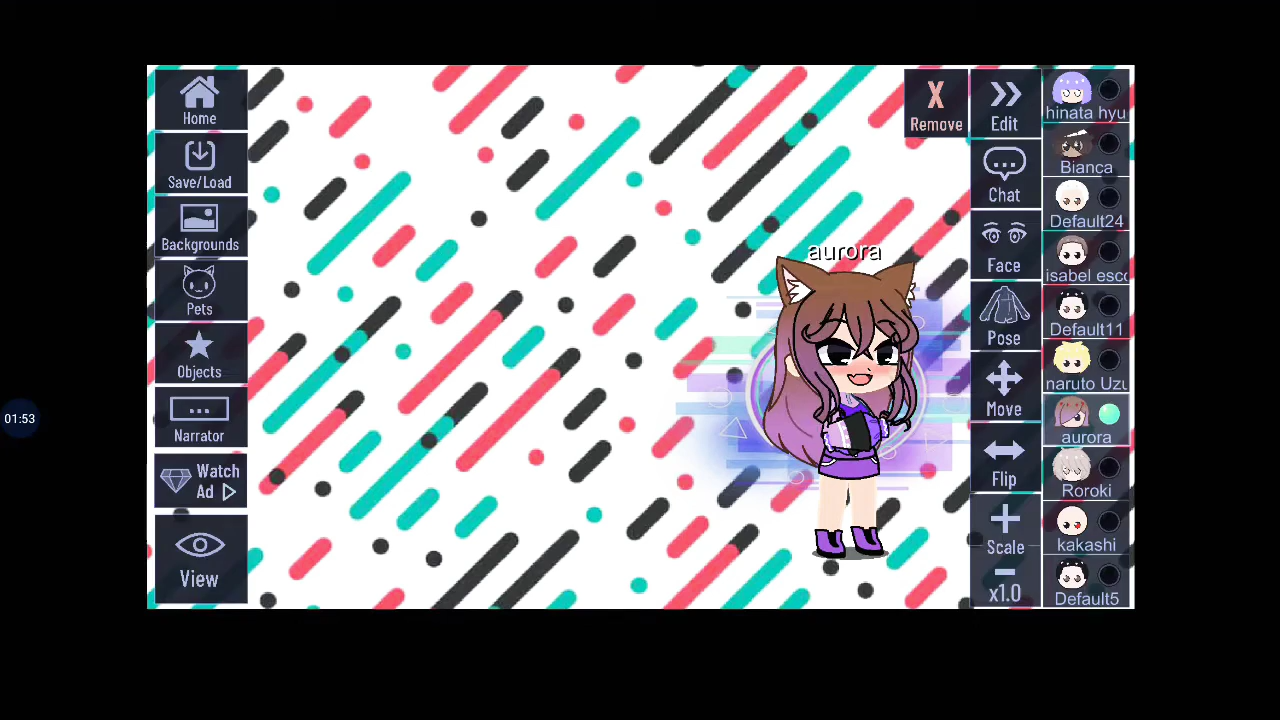 Home
Save/Load
Backgrounds
Pets
Objects
Narrator
Watch
Ad
View
01:53
aurora
X
Remove
Edit
Chat
Face
Pose
Move
Flip
Scale
x1.0
hinata hyu
Bianca
Default24
isabel esco
Default11
naruto Uzu
aurora
Roroki
kakashi
Default5